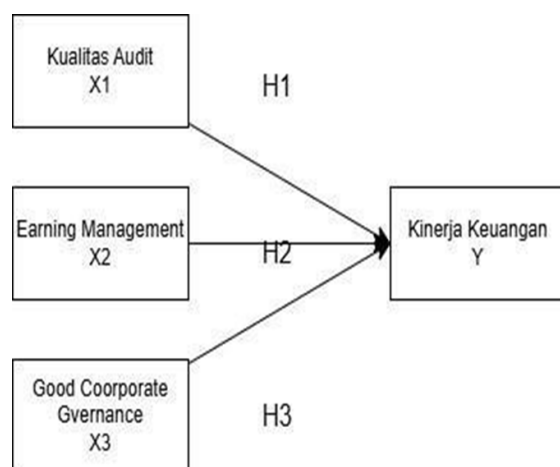 Kualitas Audit
X1
H1
Earning Management
X2
H2
Kinerja Keuangan
Y
Good Coorporate
Gvernance
X3
H3